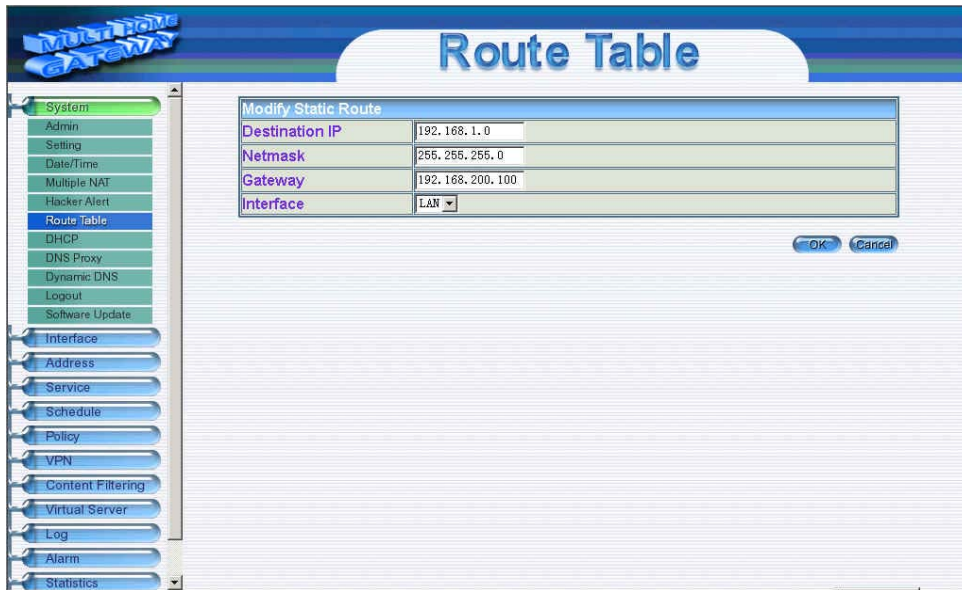 MULTI HOME
GATEWAY
Route Table
System
Admin
Setting
Date/Time
Multiple NAT
Hacker Alert
Route Table
DHCP
DNS Proxy
Dynamic DNS
Logout
Software Update
Interface
Address
Service
Schedule
Policy
VPN
Content Filtering
Virtual Server
Log
Alarm
Statistics
Modify Static Route
Destination IP 192.168.1.0
Netmask 255.255.255.0
Gateway 192.168.200.100
Interface LAN
OK Cancel